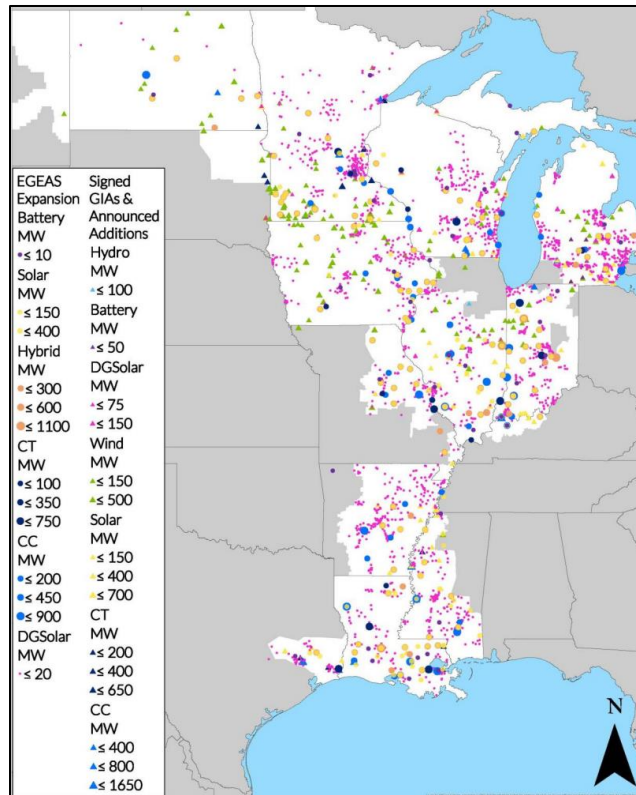 EGEAS
Expansion
Battery
MW
≤ 10
Solar
MW
≤ 150
≤ 400
Hybrid
MW
≤ 300
≤ 600
≤ 1100
CT
MW
≤ 100
≤ 350
≤ 750
CC
MW
≤ 200
≤ 450
≤ 900
DGSolar
MW
≤ 20
Signed
GIAs &
Announced
Additions
Hydro
MW
≤ 100
Battery
MW
≤ 50
DGSolar
MW
≤ 75
≤ 150
Wind
MW
≤ 150
≤ 500
Solar
MW
≤ 150
≤ 400
≤ 700
CT
MW
≤ 200
≤ 400
≤ 650
CC
MW
≤ 400
≤ 800
≤ 1650
N